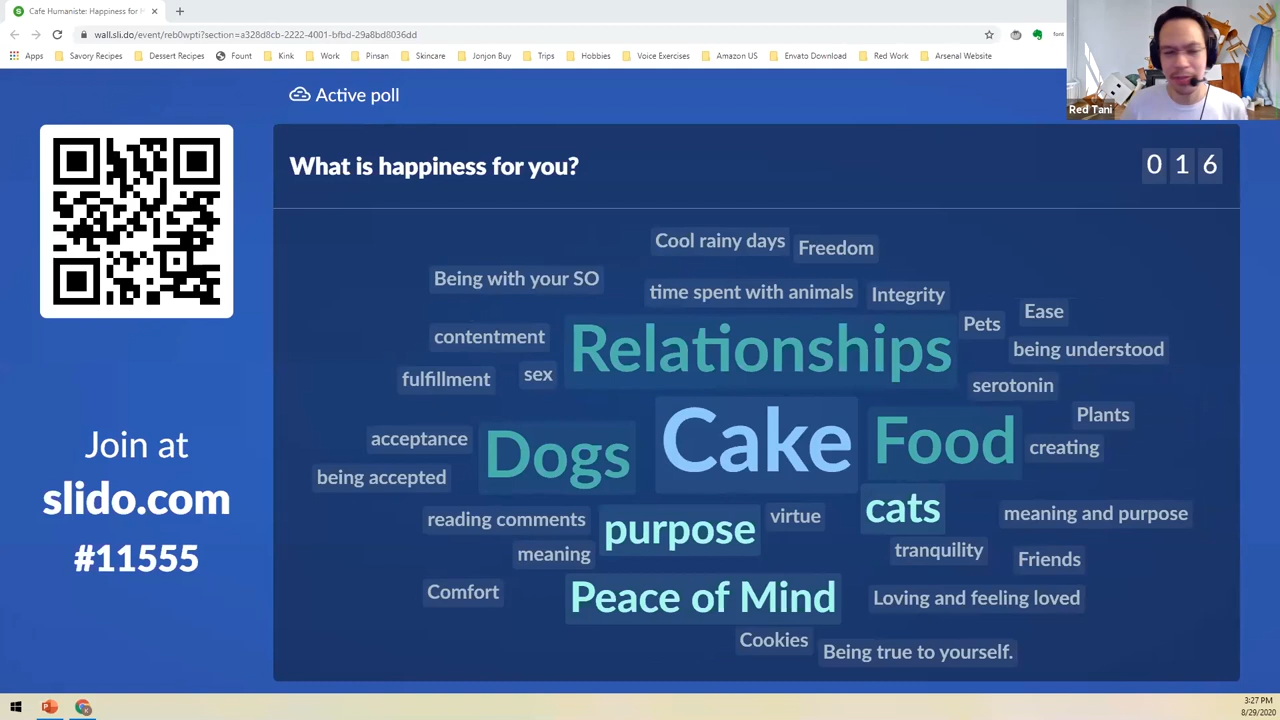 Cafe Humaniste: Happiness for H
wall.sli.do/event/reb0wpti?section=a328d8cb-2222-4001-bfbd-29a8bd8036dd
Apps Savory Recipes Dessert Recipes Fount Kink Work Pinsan Skincare Jonjon Buy Trips Hobbies Voice Exercises Amazon US Envato Download Red Work Arsenal Website
Red Tani
Active poll
What is happiness for you?
016
Cool rainy days
Freedom
Being with your SO
time spent with animals
Integrity
Ease
Pets
contentment
Relationships
being understood
fulfillment
sex
serotonin
Plants
acceptance
Dogs
Cake
Food
creating
being accepted
cats
reading comments
purpose
virtue
meaning and purpose
meaning
tranquility
Friends
Comfort
Peace of Mind
Loving and feeling loved
Cookies
Being true to yourself.
Join at
slido.com
#11555
3:27 PM
8/29/2020